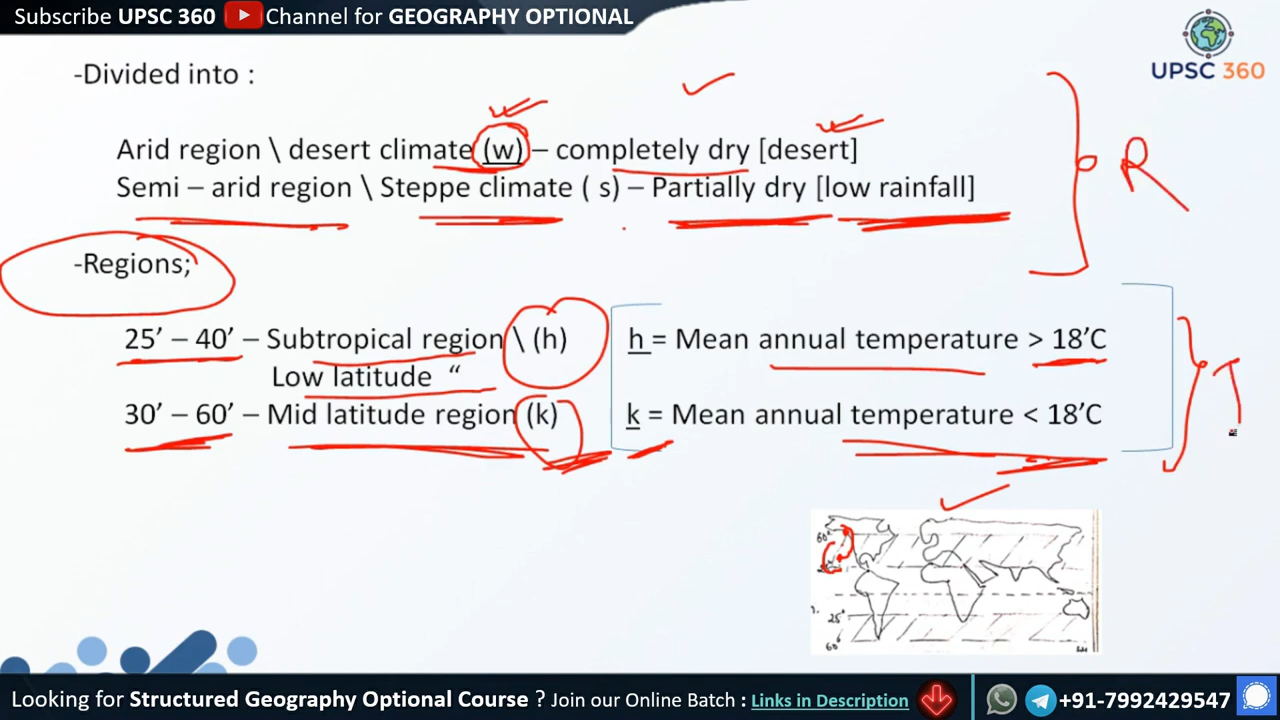 Subscribe UPSC 360 Channel for GEOGRAPHY OPTIONAL
UPSC 360
-Divided into :
Arid region \ desert climate (w) – completely dry [desert]
Semi – arid region \ Steppe climate ( s) – Partially dry [low rainfall]
R
-Regions;
25’ – 40’ – Subtropical region \ (h) h = Mean annual temperature > 18’C
Low latitude “
30’ – 60’ – Mid latitude region (k) k = Mean annual temperature < 18’C
T
60°
25°
60°
Looking for Structured Geography Optional Course ? Join our Online Batch : Links in Description
+91-7992429547